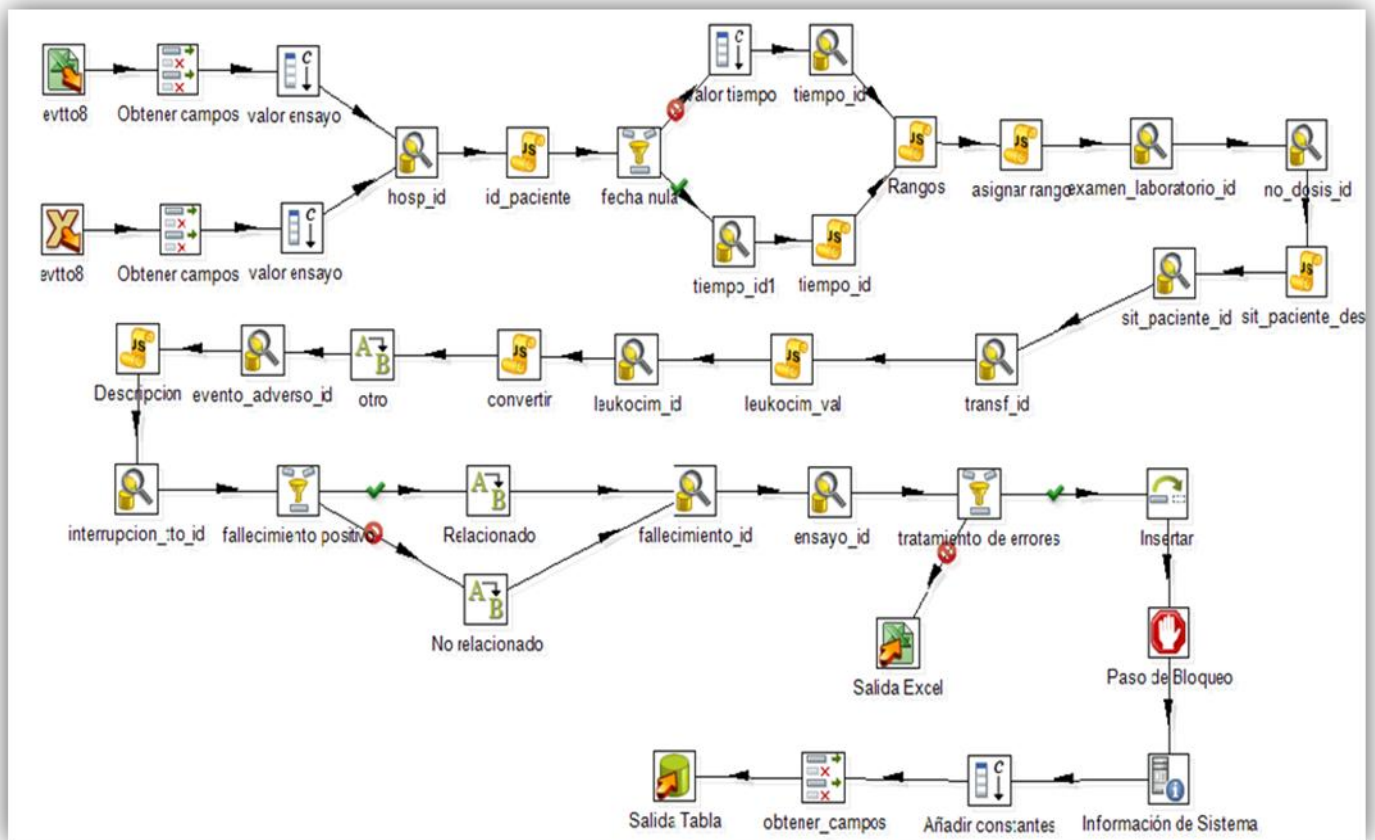 evtto8
Obtener campos
valor ensayo
evtto8
Obtener campos
valor ensayo
hosp_id
id_paciente
fecha nula
valor tiempo
tiempo_id
tiempo_id1
tiempo_id
Rangos
asignar rango
examen_laboratorio_id
no_dosis_id
sit_paciente_des
sit_paciente_id
transf_id
leukocim_val
leukocim_id
convertir
otro
evento_adverso_id
Descripcion
interrupcion_tto_id
fallecimiento positivo
Relacionado
No relacionado
fallecimiento_id
ensayo_id
tratamiento de errores
Salida Excel
Insertar
Paso de Bloqueo
Información de Sistema
Añadir constantes
obtener_campos
Salida Tabla